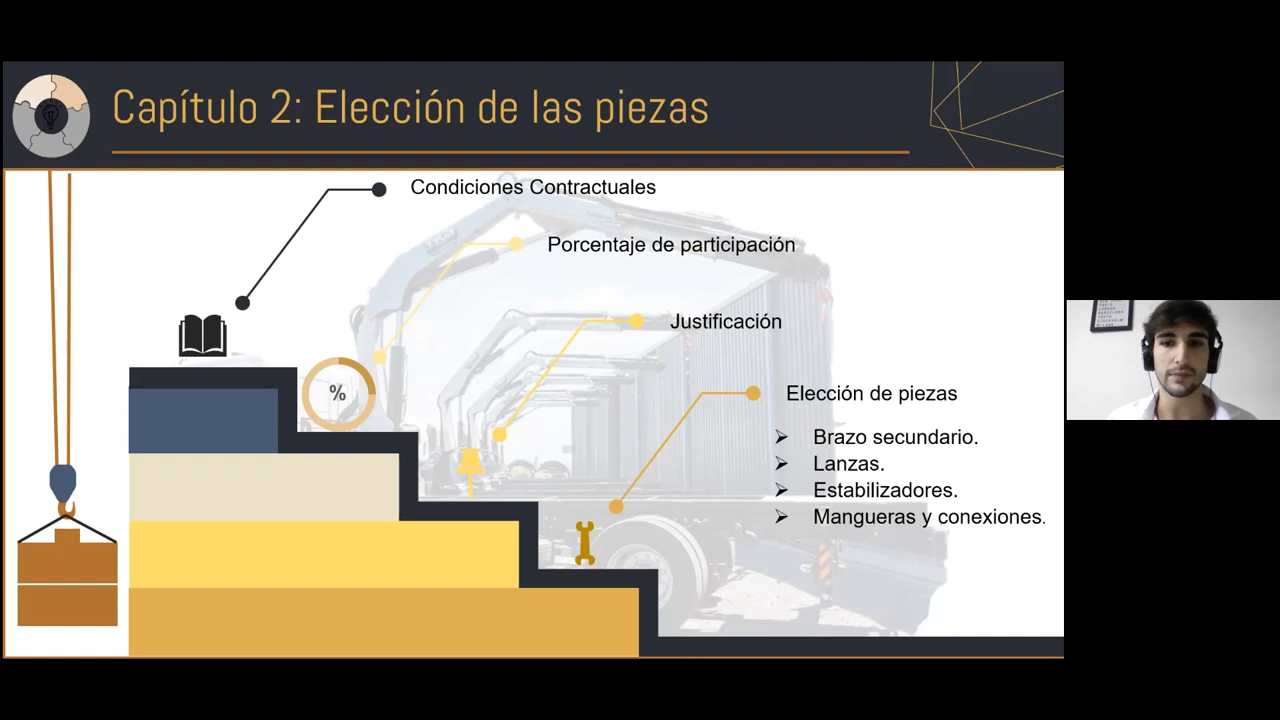 Capítulo 2: Elección de las piezas
Condiciones Contractuales
Porcentaje de participación
%
Justificación
Elección de piezas
Brazo secundario.
Lanzas.
Estabilizadores.
Mangueras y conexiones.